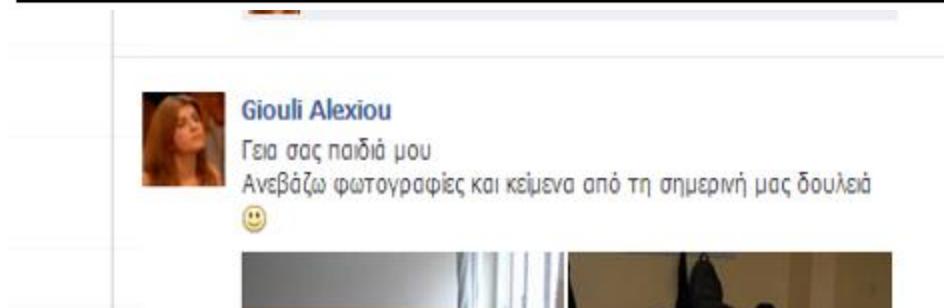 Giouli Alexiou
Γεια σας παιδιά μου
Ανεβάζω φωτογραφίες και κείμενα από τη σημερινή μας δουλειά